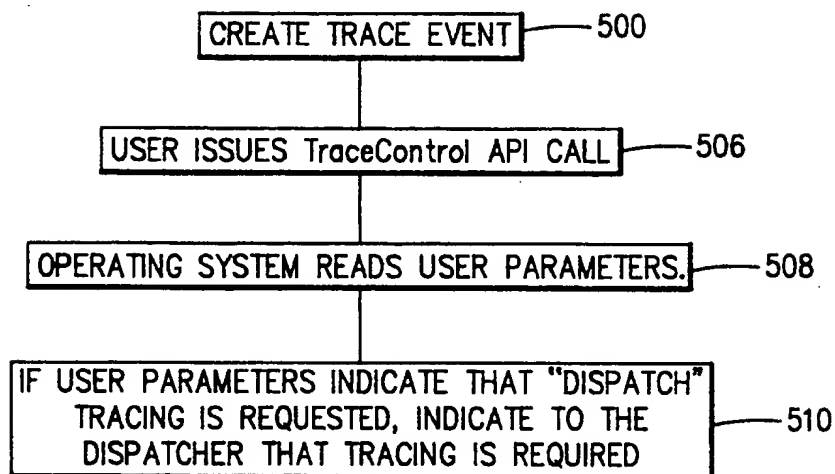 CREATE TRACE EVENT 500
USER ISSUES TraceControl API CALL 506
OPERATING SYSTEM READS USER PARAMETERS. 508
IF USER PARAMETERS INDICATE THAT "DISPATCH"
TRACING IS REQUESTED, INDICATE TO THE 510
DISPATCHER THAT TRACING IS REQUIRED